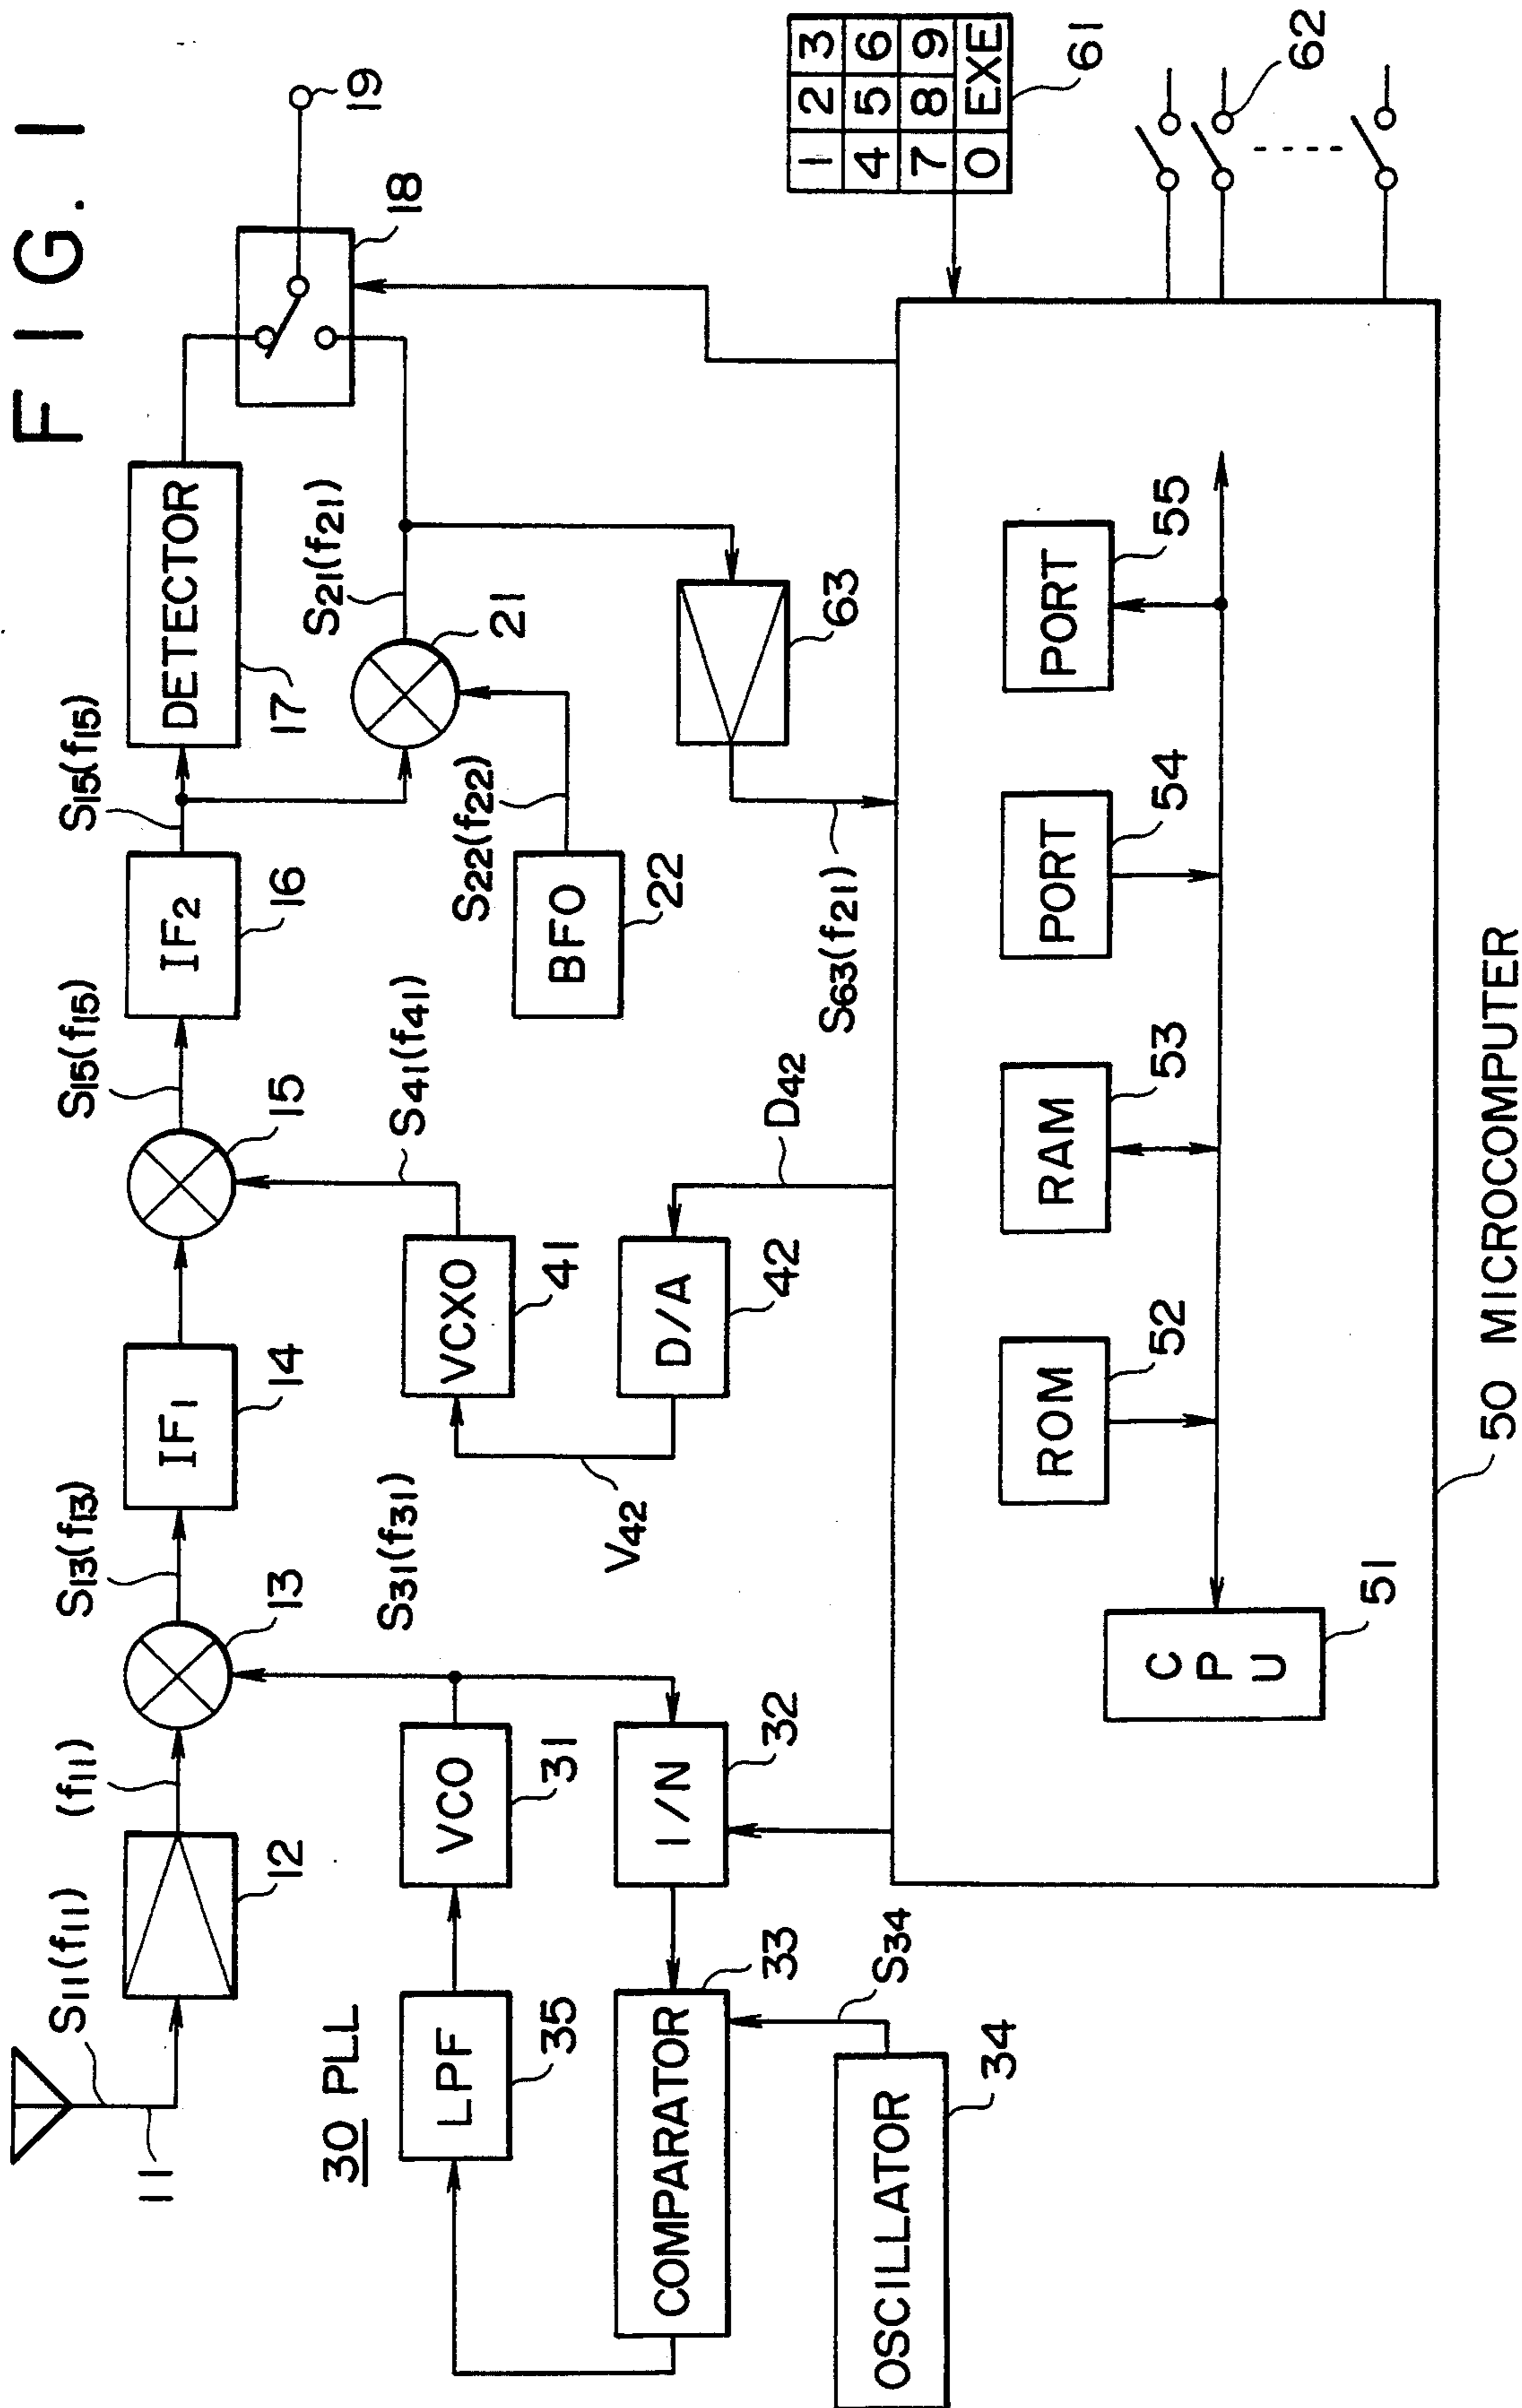 FIG. 1
S11(f11)
11
12
(f11)
13
S13(f13)
IF1
14
15
S15(f15)
IF2
16
S15(f15)
DETECTOR
17
18
19
30 PLL
LPF
35
VCO
31
S31(f31)
VCXO
41
S41(f41)
BFO
22
S22(f22)
21
S21(f21)
COMPARATOR
33
1/N
32
V42
D/A
42
D42
S63(f21)
63
OSCILLATOR
34
S34
1 2 3
4 5 6
7 8 9
0 EXE
61
62
ROM
52
RAM
53
PORT
54
PORT
55
CPU
51
50 MICROCOMPUTER